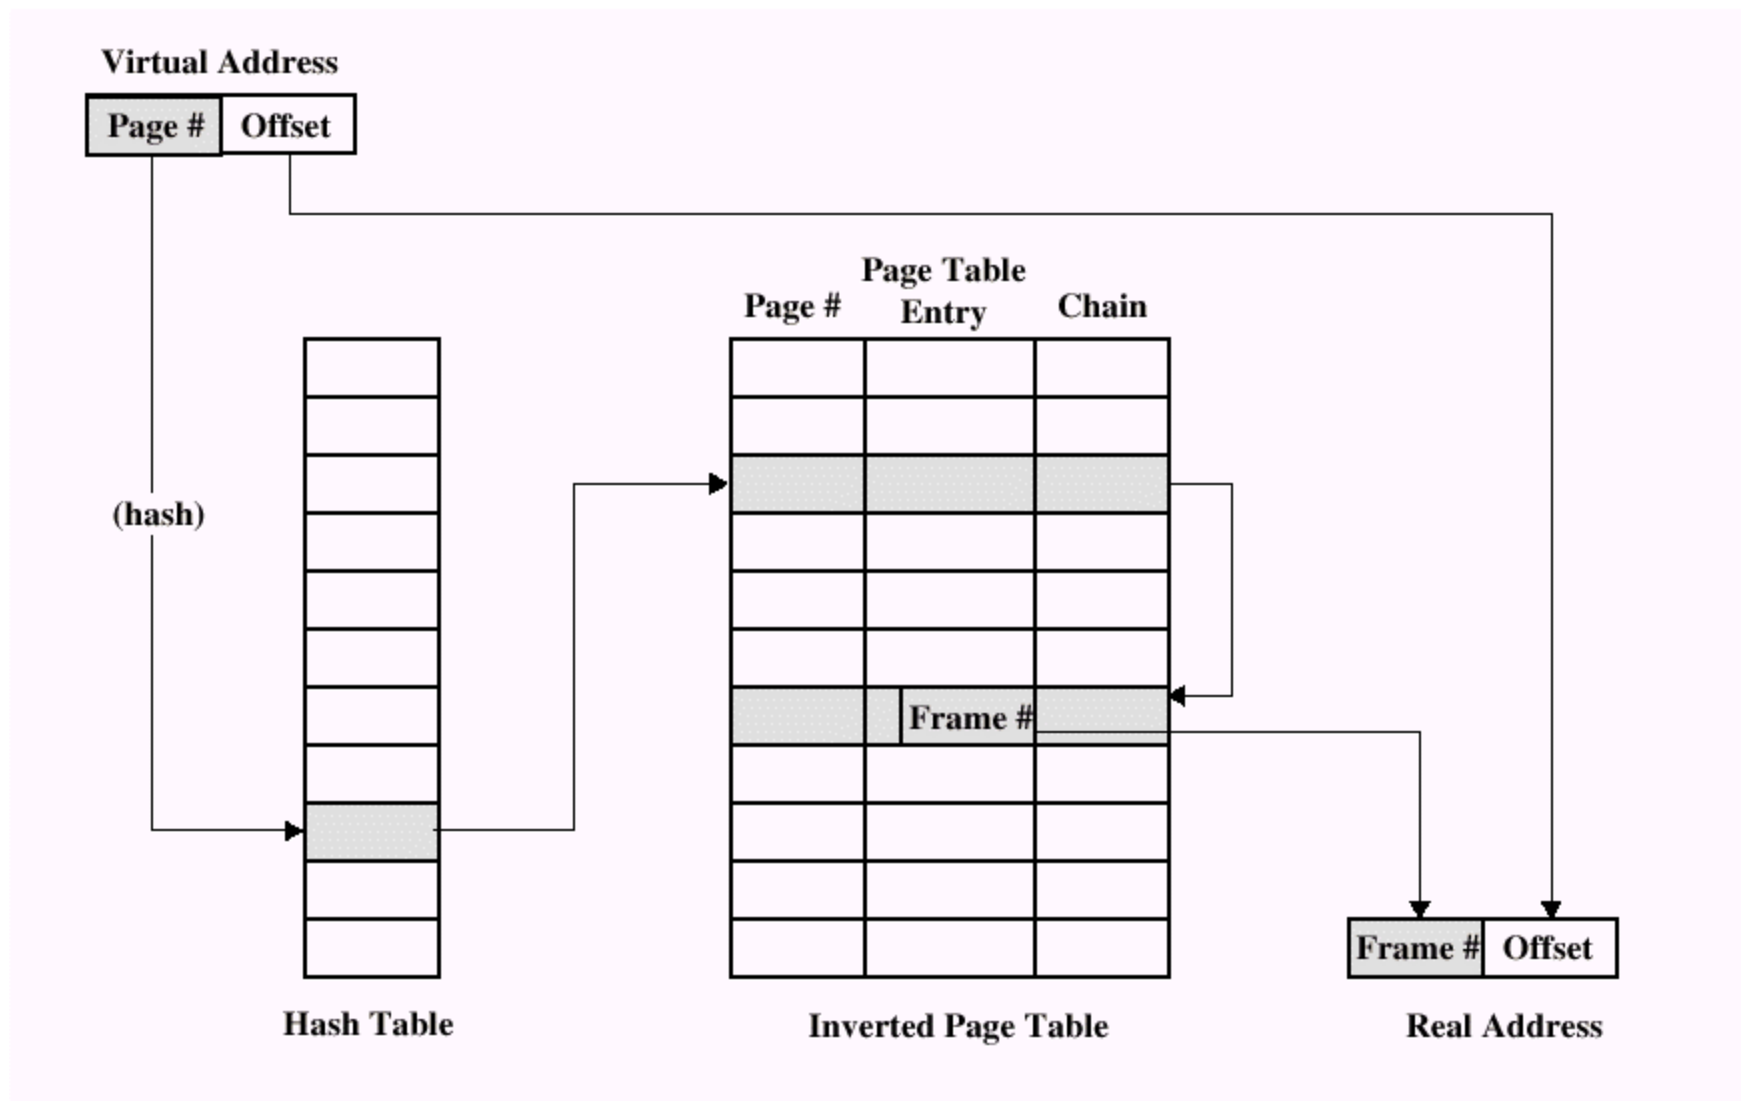 Virtual Address
Page # Offset
Page Table
Page # Entry Chain
(hash)
Frame #
Frame # Offset
Hash Table Inverted Page Table Real Address